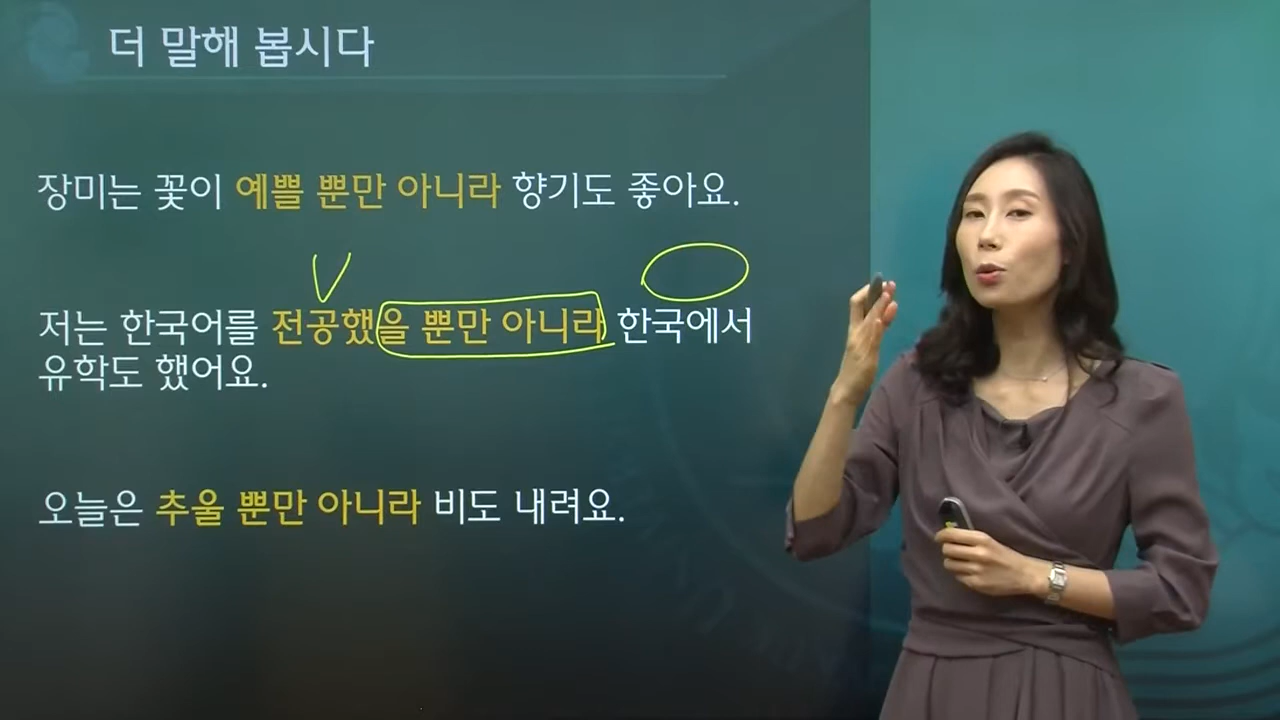 더 말해 봅시다
장미는 꽃이 예쁠 뿐만 아니라 향기도 좋아요.
저는 한국어를 전공했을 뿐만 아니라 한국에서
유학도 했어요.
오늘은 추울 뿐만 아니라 비도 내려요.